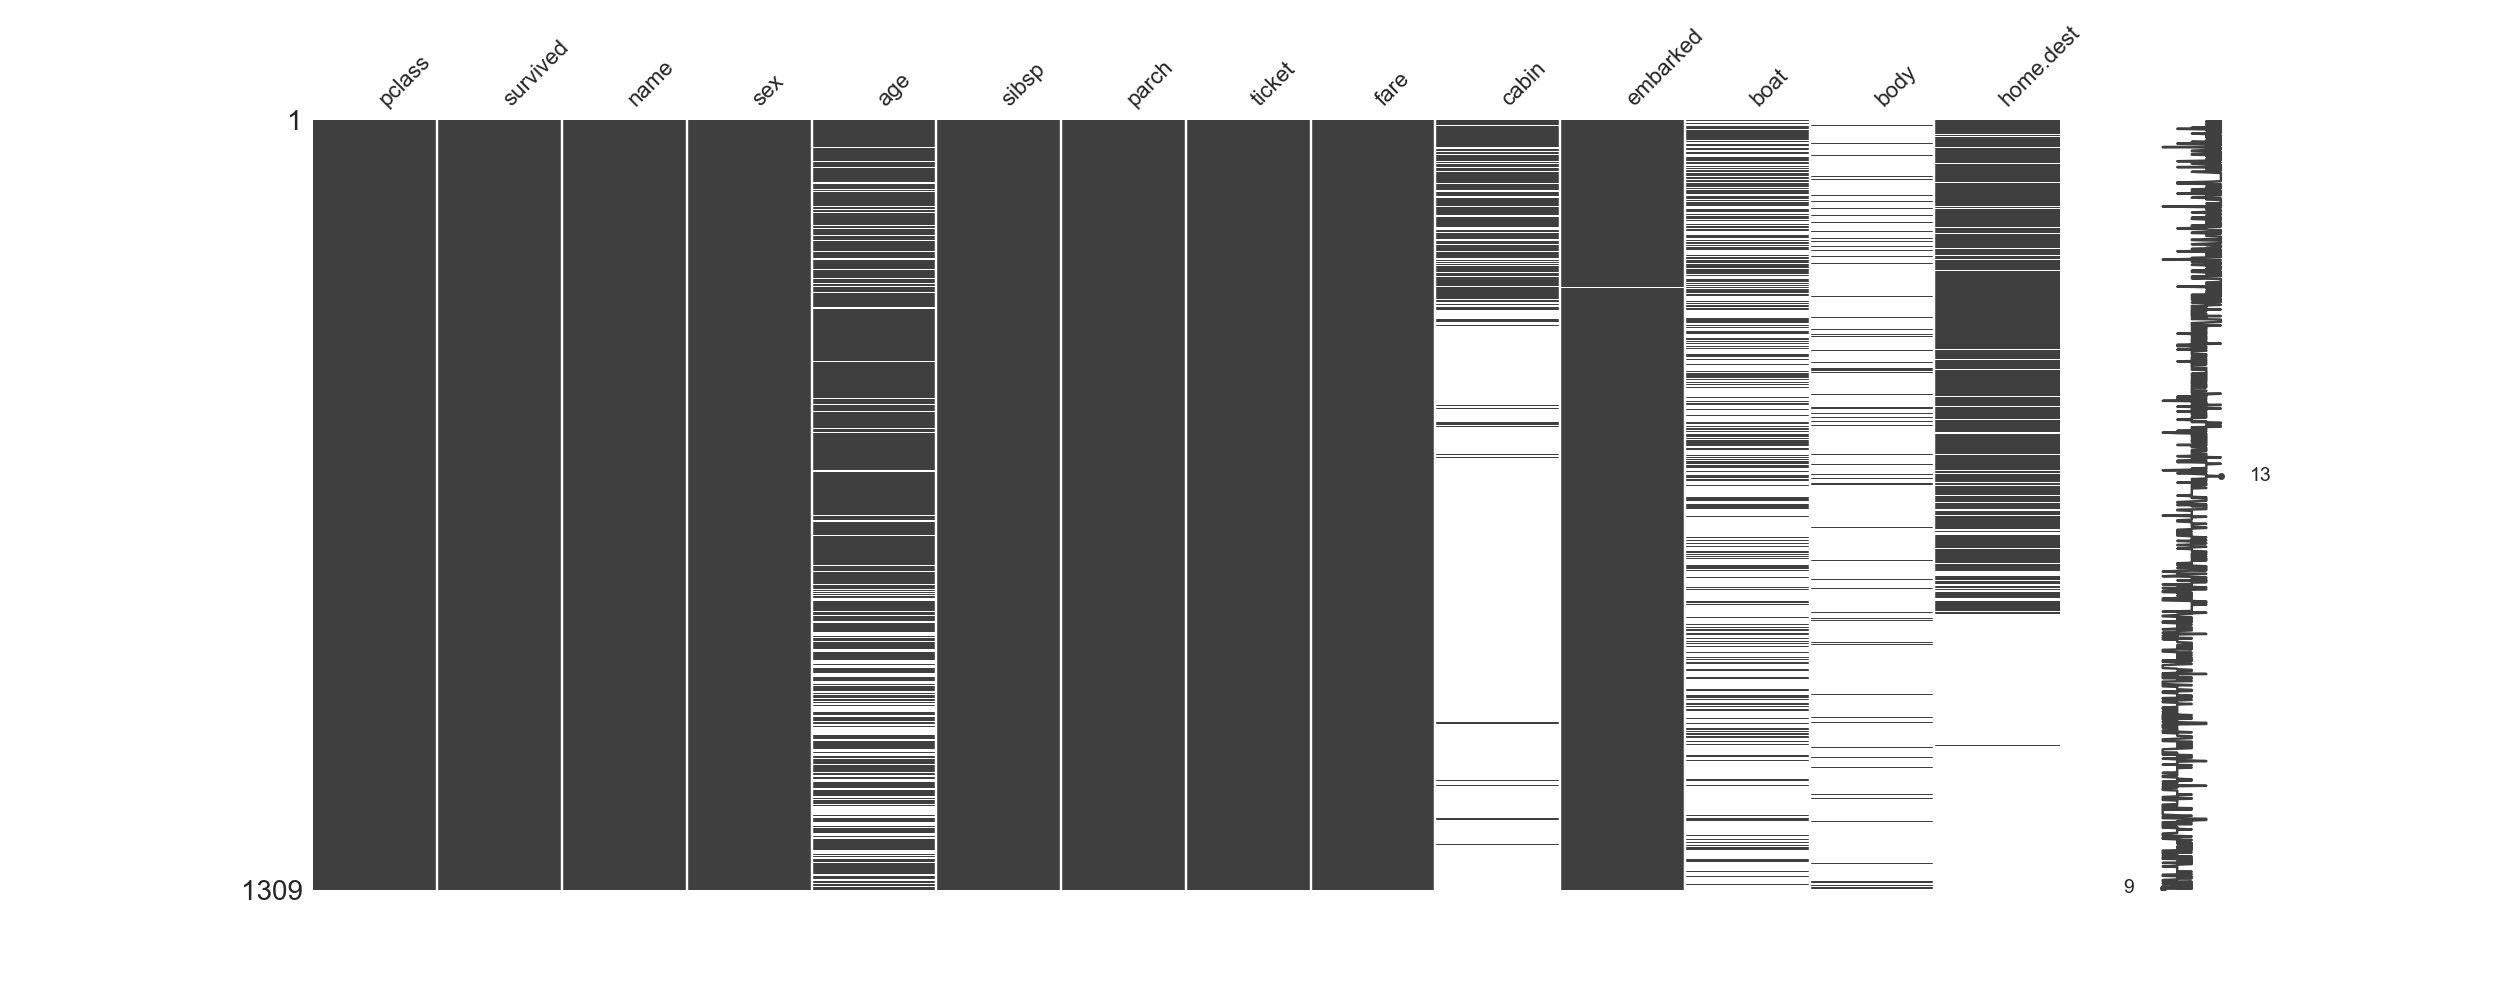 pclass survived name sex age sibsp parch ticket fare cabin embarked boat body home.dest
1
13
9
1309